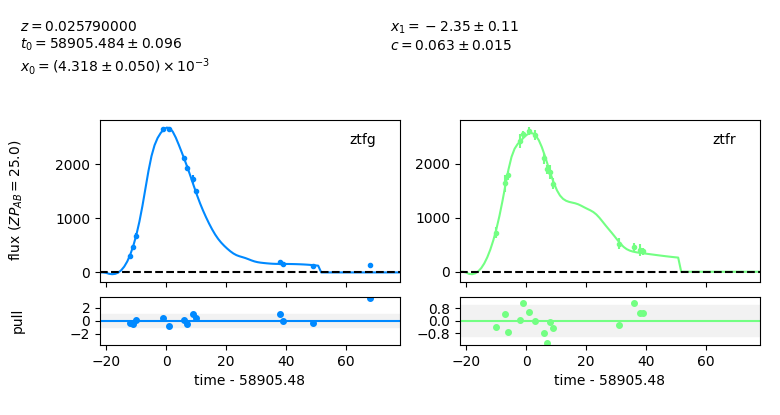 z = 0.025790000
t₀ = 58905.484 ± 0.096
x₀ = (4.318 ± 0.050) × 10⁻³
x₁ = −2.35 ± 0.11
c = 0.063 ± 0.015
ztfg
ztfr
flux (ZP_AB = 25.0)
2000
1000
0
2000
1000
0
pull
2
0
−2
0.8
0.0
−0.8
−20 0 20 40 60
−20 0 20 40 60
time - 58905.48
time - 58905.48